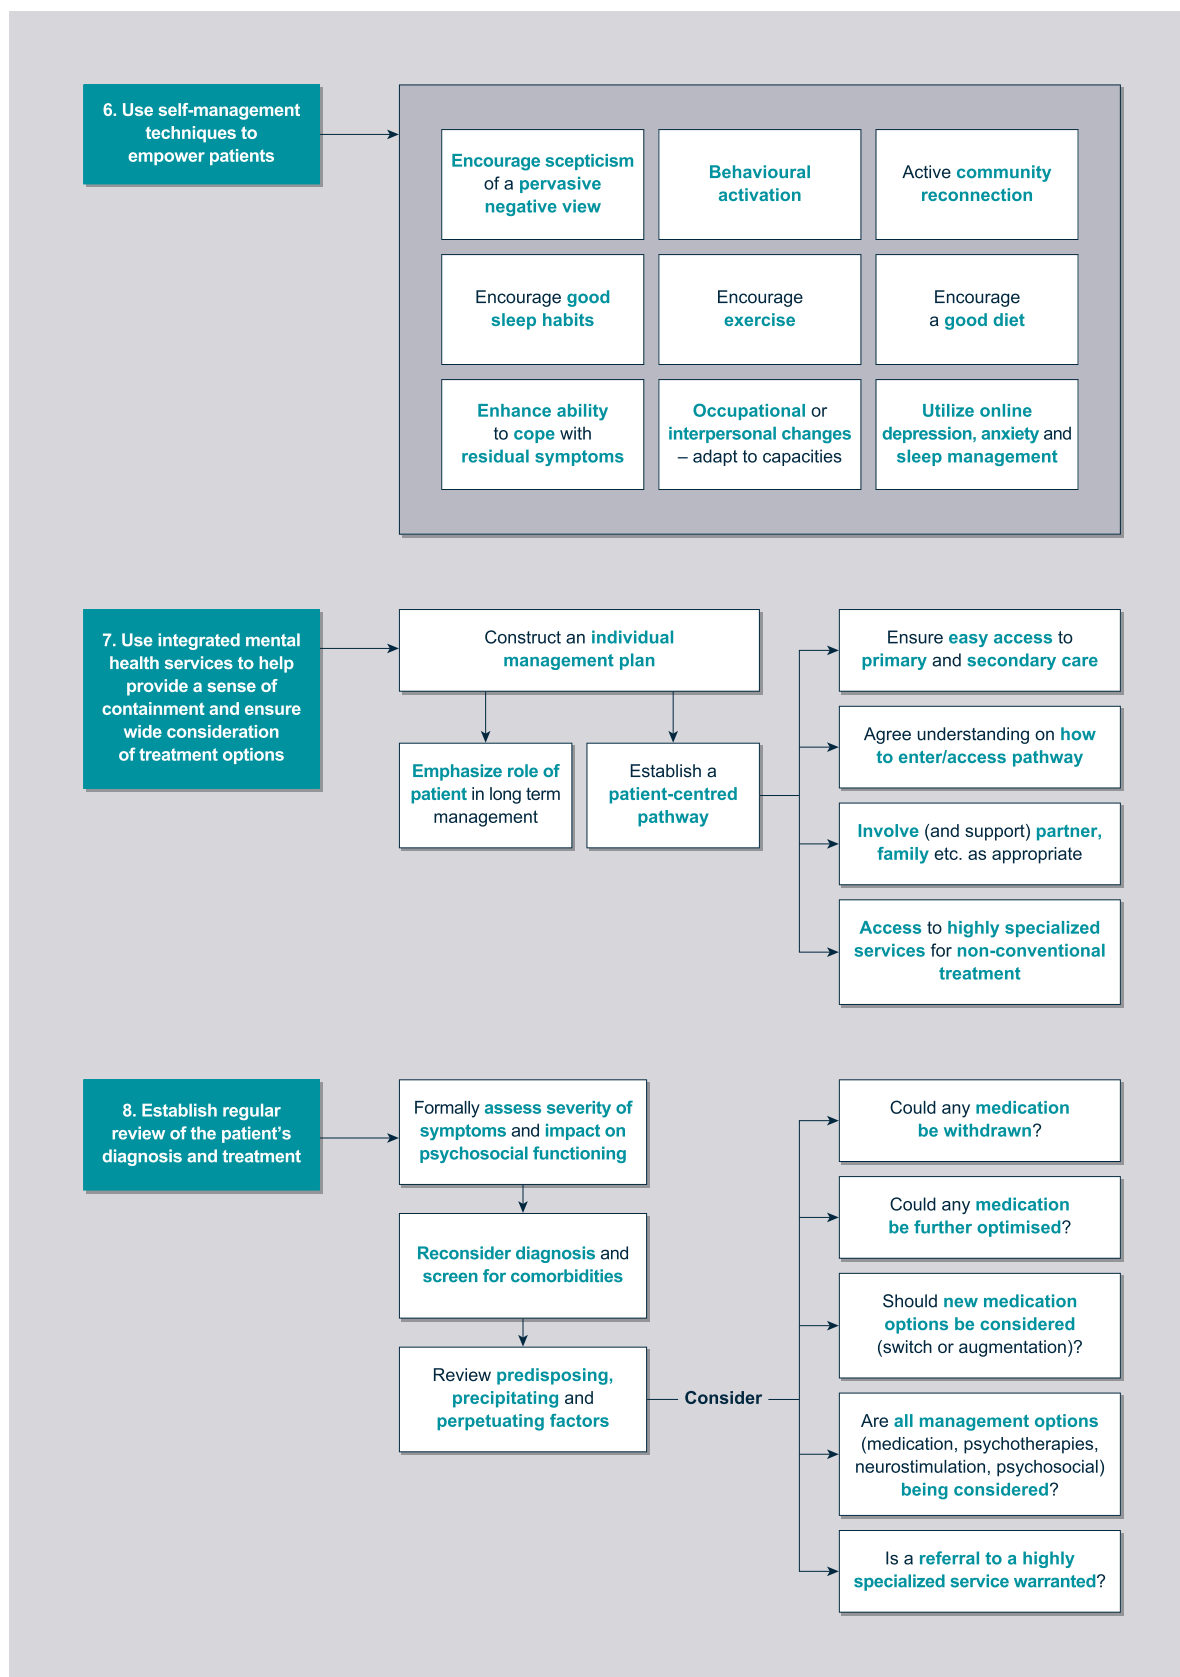 6. Use self-management
techniques to
empower patients
Encourage scepticism
of a pervasive
negative view
Behavioural
activation
Active community
reconnection
Encourage good
sleep habits
Encourage
exercise
Encourage
a good diet
Enhance ability
to cope with
residual symptoms
Occupational or
interpersonal changes
– adapt to capacities
Utilize online
depression, anxiety and
sleep management
7. Use integrated mental
health services to help
provide a sense of
containment and ensure
wide consideration
of treatment options
Construct an individual
management plan
Emphasize role of
patient in long term
management
Establish a
patient-centred
pathway
Ensure easy access to
primary and secondary care
Agree understanding on how
to enter/access pathway
Involve (and support) partner,
family etc. as appropriate
Access to highly specialized
services for non-conventional
treatment
8. Establish regular
review of the patient’s
diagnosis and treatment
Formally assess severity of
symptoms and impact on
psychosocial functioning
Reconsider diagnosis and
screen for comorbidities
Review predisposing,
precipitating and
perpetuating factors
Consider
Could any medication
be withdrawn?
Could any medication
be further optimised?
Should new medication
options be considered
(switch or augmentation)?
Are all management options
(medication, psychotherapies,
neurostimulation, psychosocial)
being considered?
Is a referral to a highly
specialized service warranted?